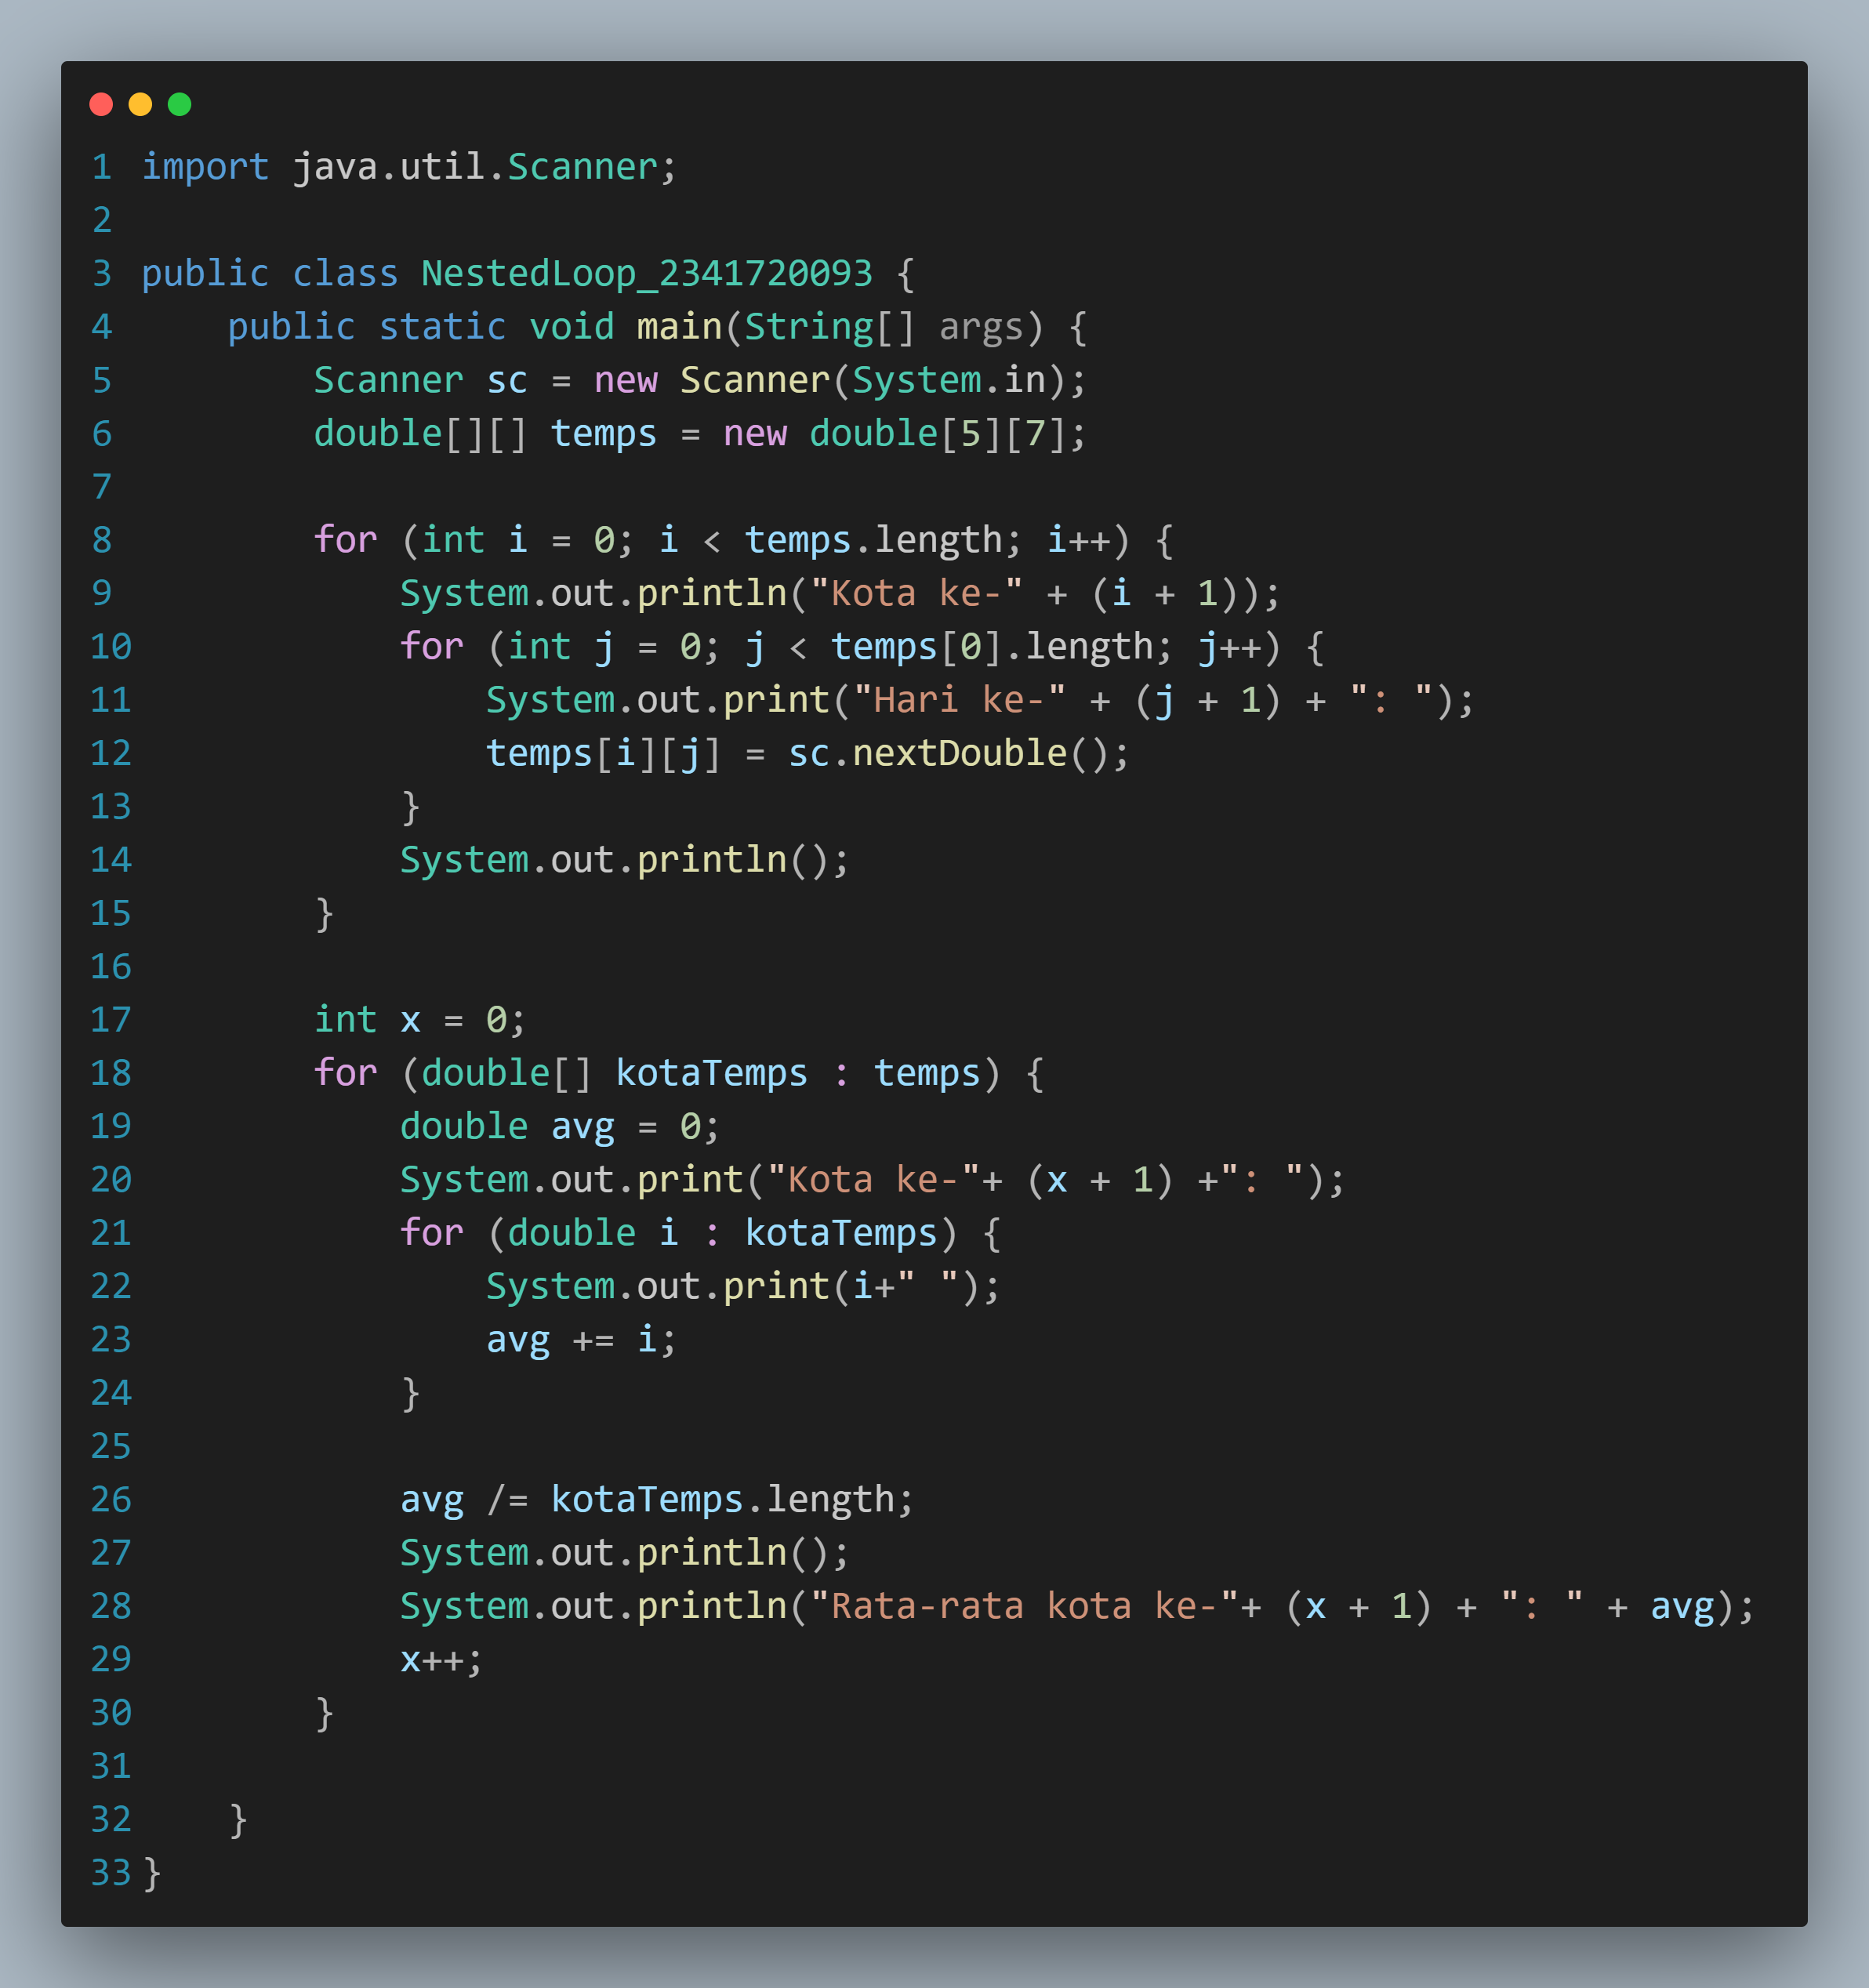 1 import java.util.Scanner;
2
3 public class NestedLoop_2341720093 {
4     public static void main(String[] args) {
5         Scanner sc = new Scanner(System.in);
6         double[][] temps = new double[5][7];
7
8         for (int i = 0; i < temps.length; i++) {
9             System.out.println("Kota ke-" + (i + 1));
10             for (int j = 0; j < temps[0].length; j++) {
11                 System.out.print("Hari ke-" + (j + 1) + ": ");
12                 temps[i][j] = sc.nextDouble();
13             }
14             System.out.println();
15         }
16
17         int x = 0;
18         for (double[] kotaTemps : temps) {
19             double avg = 0;
20             System.out.print("Kota ke-"+ (x + 1) +": ");
21             for (double i : kotaTemps) {
22                 System.out.print(i+" ");
23                 avg += i;
24             }
25
26             avg /= kotaTemps.length;
27             System.out.println();
28             System.out.println("Rata-rata kota ke-"+ (x + 1) + ": " + avg);
29             x++;
30         }
31
32     }
33 }